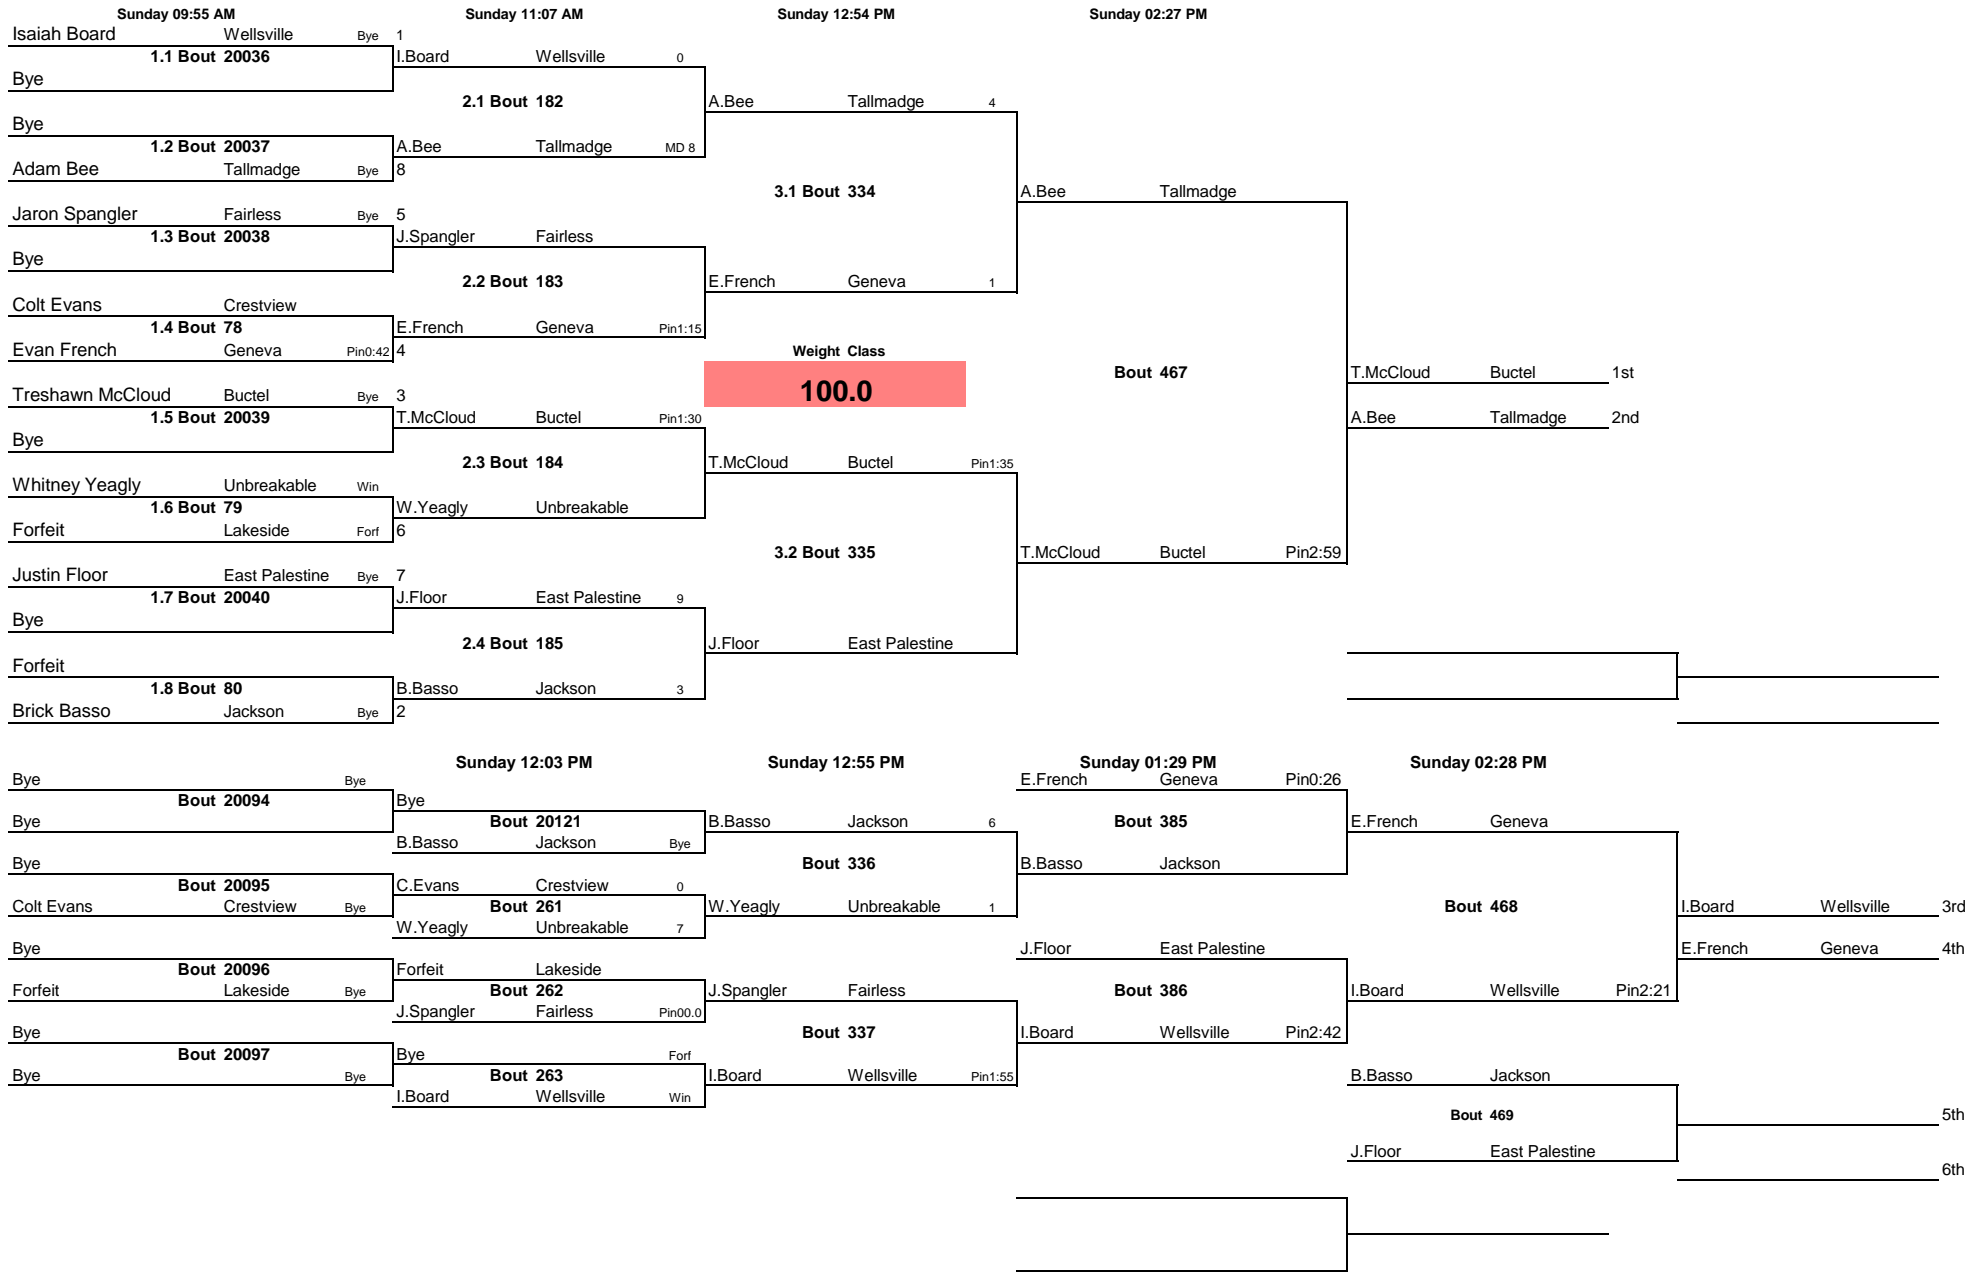 Sunday 09:55 AM Sunday 11:07 AM Sunday 12:54 PM Sunday 02:27 PM
Isaiah Board Wellsville Bye 1
1.1 Bout 20036 I.Board Wellsville 0
Bye
2.1 Bout 182 A.Bee Tallmadge 4
Bye
1.2 Bout 20037 A.Bee Tallmadge MD 8
Adam Bee Tallmadge Bye 8
3.1 Bout 334 A.Bee Tallmadge
Jaron Spangler Fairless Bye 5
1.3 Bout 20038 J.Spangler Fairless
Bye
2.2 Bout 183 E.French Geneva 1
Colt Evans Crestview
1.4 Bout 78 E.French Geneva Pin1:15
Evan French Geneva Pin0:42 4
Weight Class
Bout 467 T.McCloud Buctel 1st
100.0
Treshawn McCloud Buctel Bye 3
1.5 Bout 20039 T.McCloud Buctel Pin1:30
A.Bee Tallmadge 2nd
Bye
2.3 Bout 184 T.McCloud Buctel Pin1:35
Whitney Yeagly Unbreakable Win
1.6 Bout 79 W.Yeagly Unbreakable
Forfeit Lakeside Forf 6
3.2 Bout 335 T.McCloud Buctel Pin2:59
Justin Floor East Palestine Bye 7
1.7 Bout 20040 J.Floor East Palestine 9
Bye
2.4 Bout 185 J.Floor East Palestine
Forfeit
1.8 Bout 80 B.Basso Jackson 3
Brick Basso Jackson Bye 2
Sunday 12:03 PM Sunday 12:55 PM Sunday 01:29 PM Sunday 02:28 PM
Bye Bye E.French Geneva Pin0:26
Bout 20094 Bye
Bye Bout 20121 B.Basso Jackson 6 Bout 385 E.French Geneva
B.Basso Jackson Bye
Bye Bout 336 B.Basso Jackson
Bout 20095 C.Evans Crestview 0
Colt Evans Crestview Bye Bout 261 W.Yeagly Unbreakable 1 Bout 468 I.Board Wellsville 3rd
W.Yeagly Unbreakable 7
Bye J.Floor East Palestine E.French Geneva 4th
Bout 20096 Forfeit Lakeside
Forfeit Lakeside Bye Bout 262 J.Spangler Fairless Bout 386 I.Board Wellsville Pin2:21
J.Spangler Fairless Pin00.0
Bye Bout 337 I.Board Wellsville Pin2:42
Bout 20097 Bye Forf
Bye Bye Bout 263 I.Board Wellsville Pin1:55 B.Basso Jackson
I.Board Wellsville Win
Bout 469 5th
J.Floor East Palestine
6th